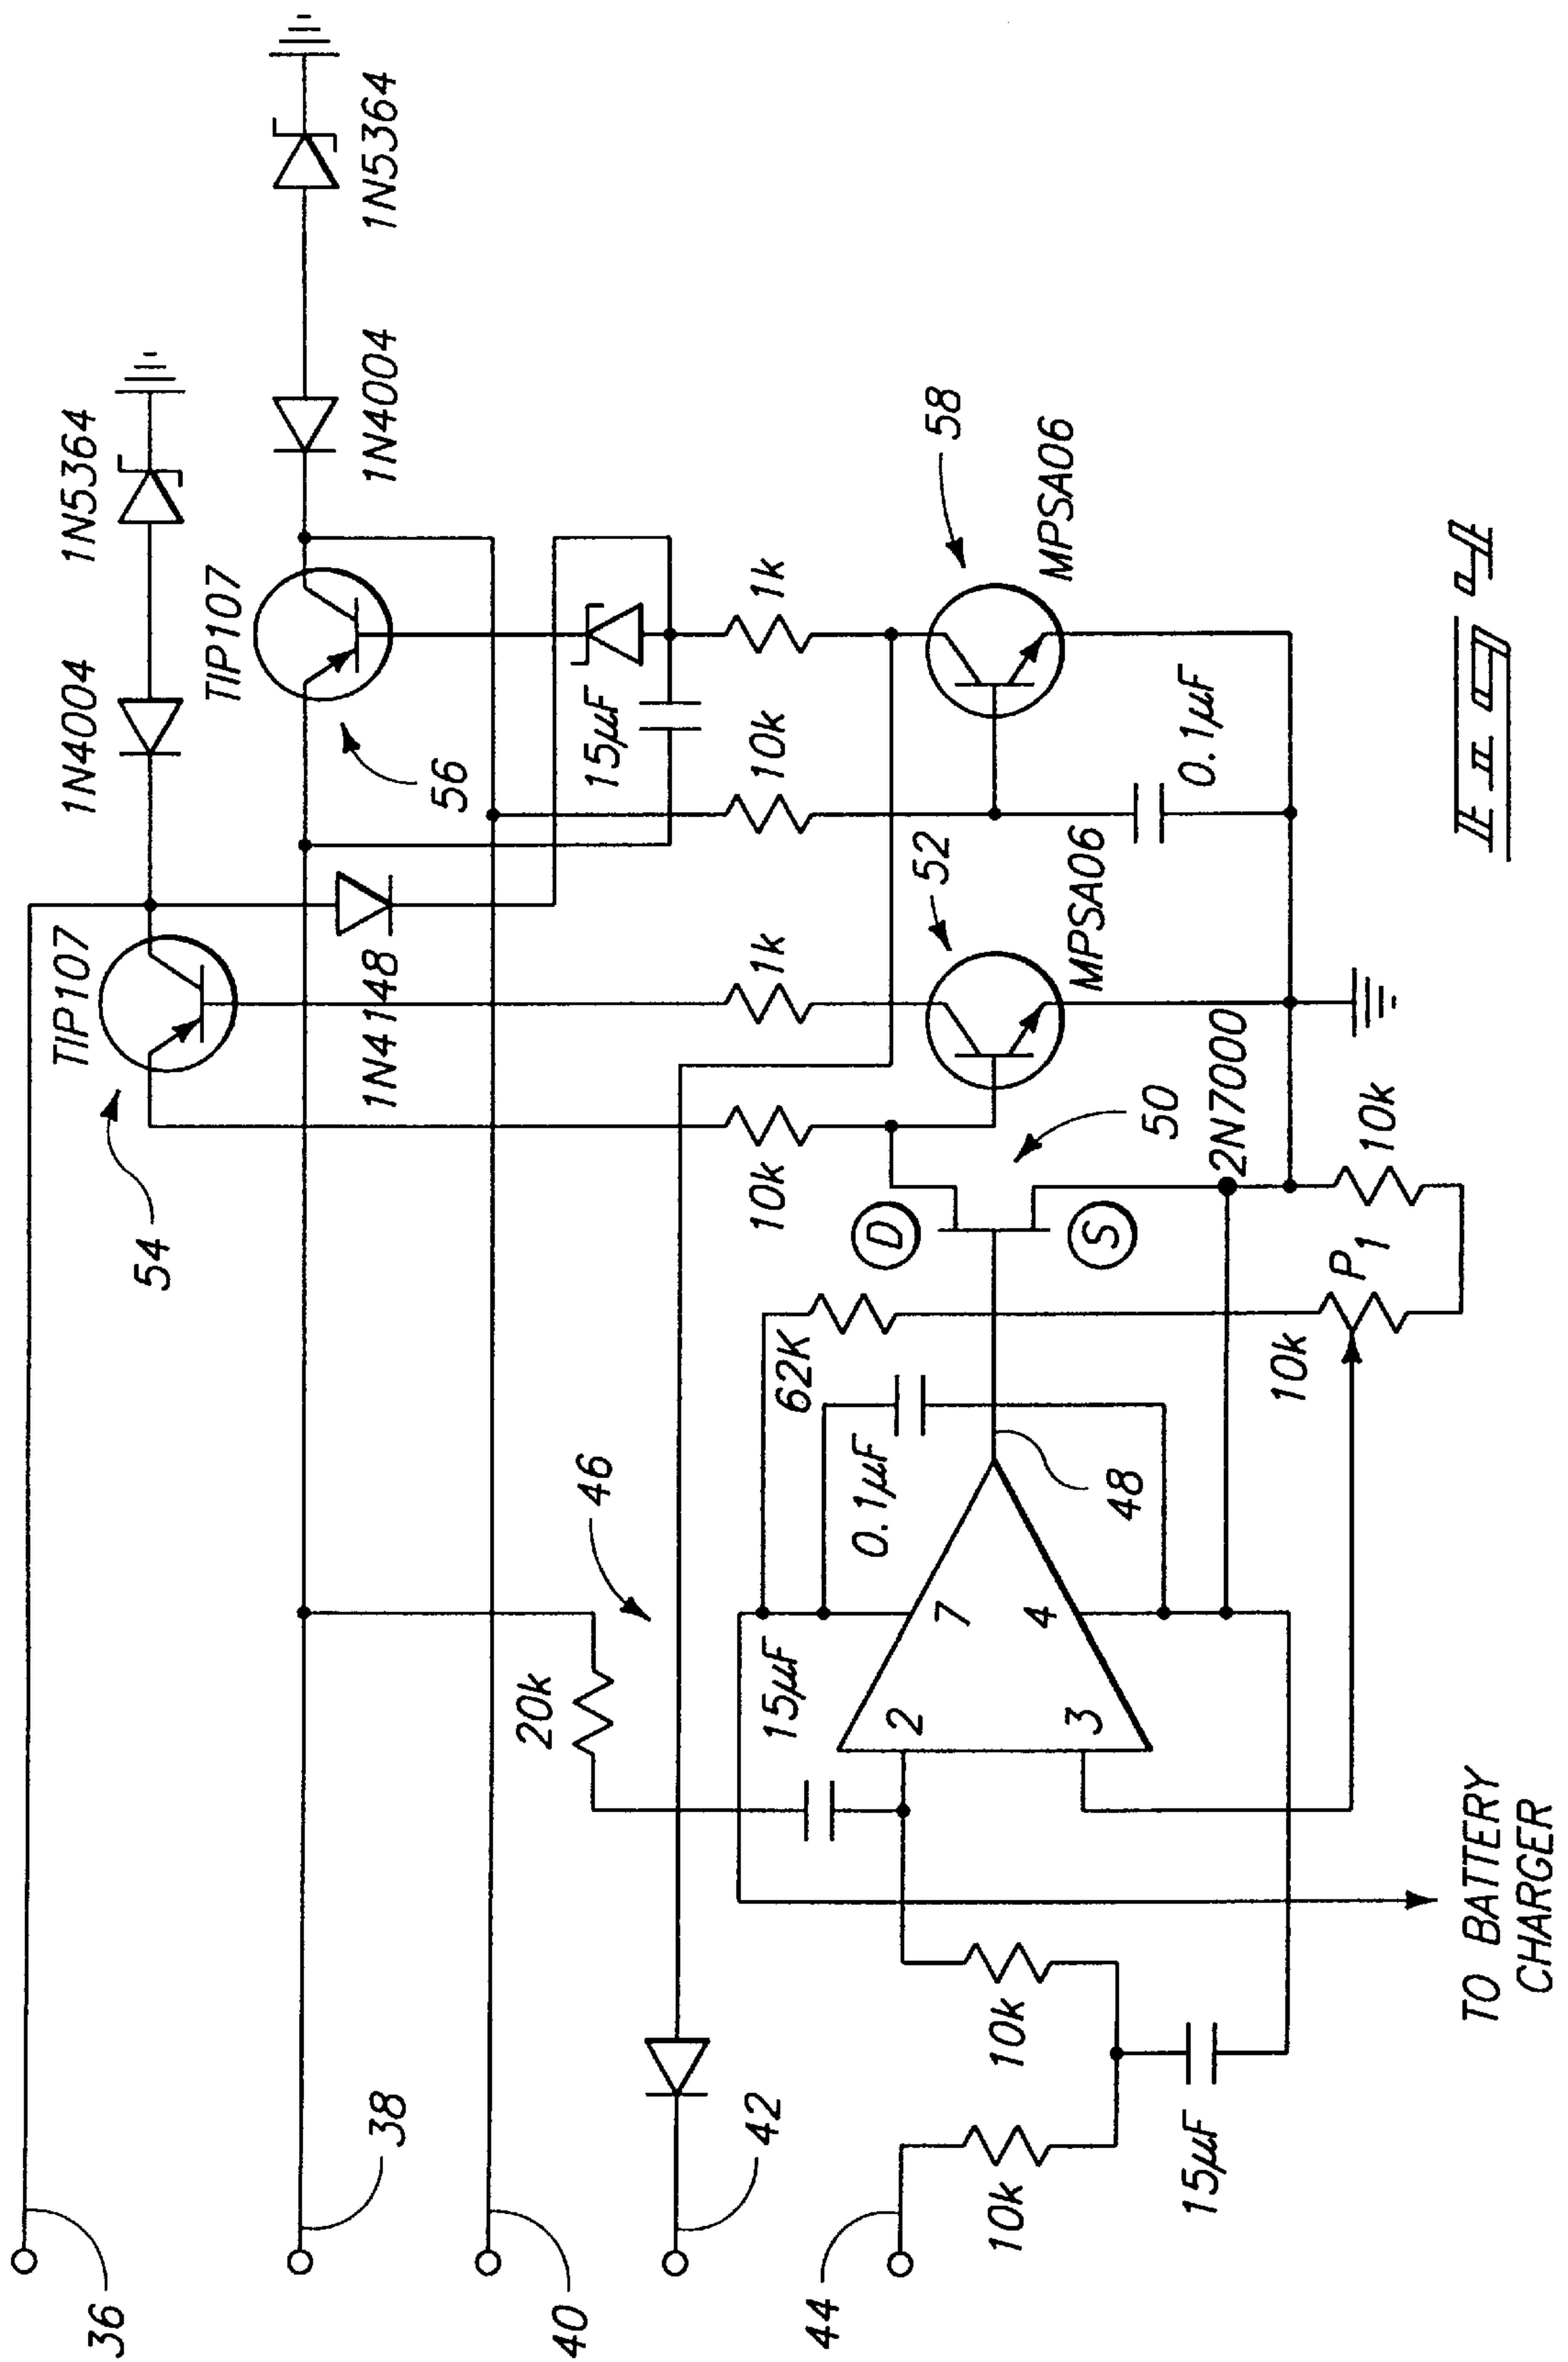 1N5364
1N4004
1N5364
TIP107
1N4004
TIP107
56
15µF
1k
58
MPSA06
10k
0.1µF
52
MPSA06
1N4148
1k
54
10k
50
2N7000
D
S
10k
P1
62K
10k
0.1µF
46
48
20k
15µF
7
4
2
3
TO BATTERY
CHARGER
10k
15µF
10k
36
38
40
42
44
FIG 4